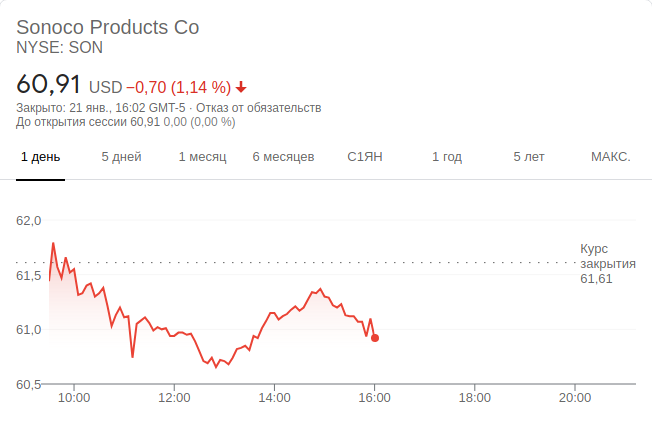 Sonoco Products Co
NYSE: SON
60,91 USD −0,70 (1,14 %)
Закрыто: 21 янв., 16:02 GMT-5 · Отказ от обязательств
До открытия сессии 60,91 0,00 (0,00 %)
1 день 5 дней 1 месяц 6 месяцев С1ЯН 1 год 5 лет МАКС.
62,0
Курс
закрытия
61,61
61,5
61,0
60,5
10:00 12:00 14:00 16:00 18:00 20:00